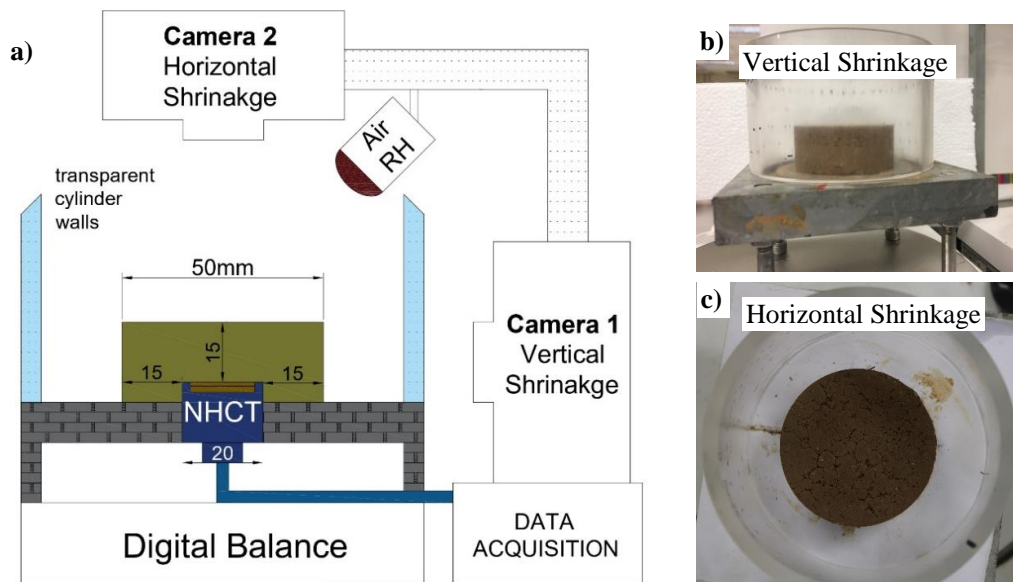 a)
Camera 2
Horizontal
Shrinakge
Air
RH
transparent
cylinder
walls
50mm
15
15
15
NHCT
20
Camera 1
Vertical
Shrinakge
Digital Balance
DATA
ACQUISITION
b)
Vertical Shrinkage
c)
Horizontal Shrinkage